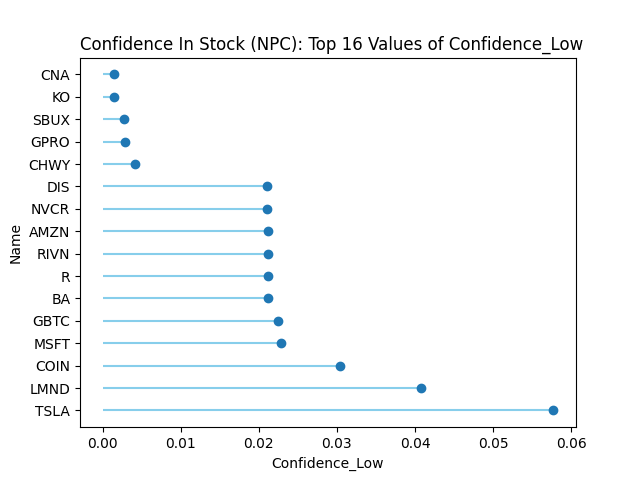 Confidence In Stock (NPC): Top 16 Values of Confidence_Low
CNA
KO
SBUX
GPRO
CHWY
DIS
NVCR
AMZN
RIVN
R
BA
GBTC
MSFT
COIN
LMND
TSLA
Name
0.00 0.01 0.02 0.03 0.04 0.05 0.06
Confidence_Low